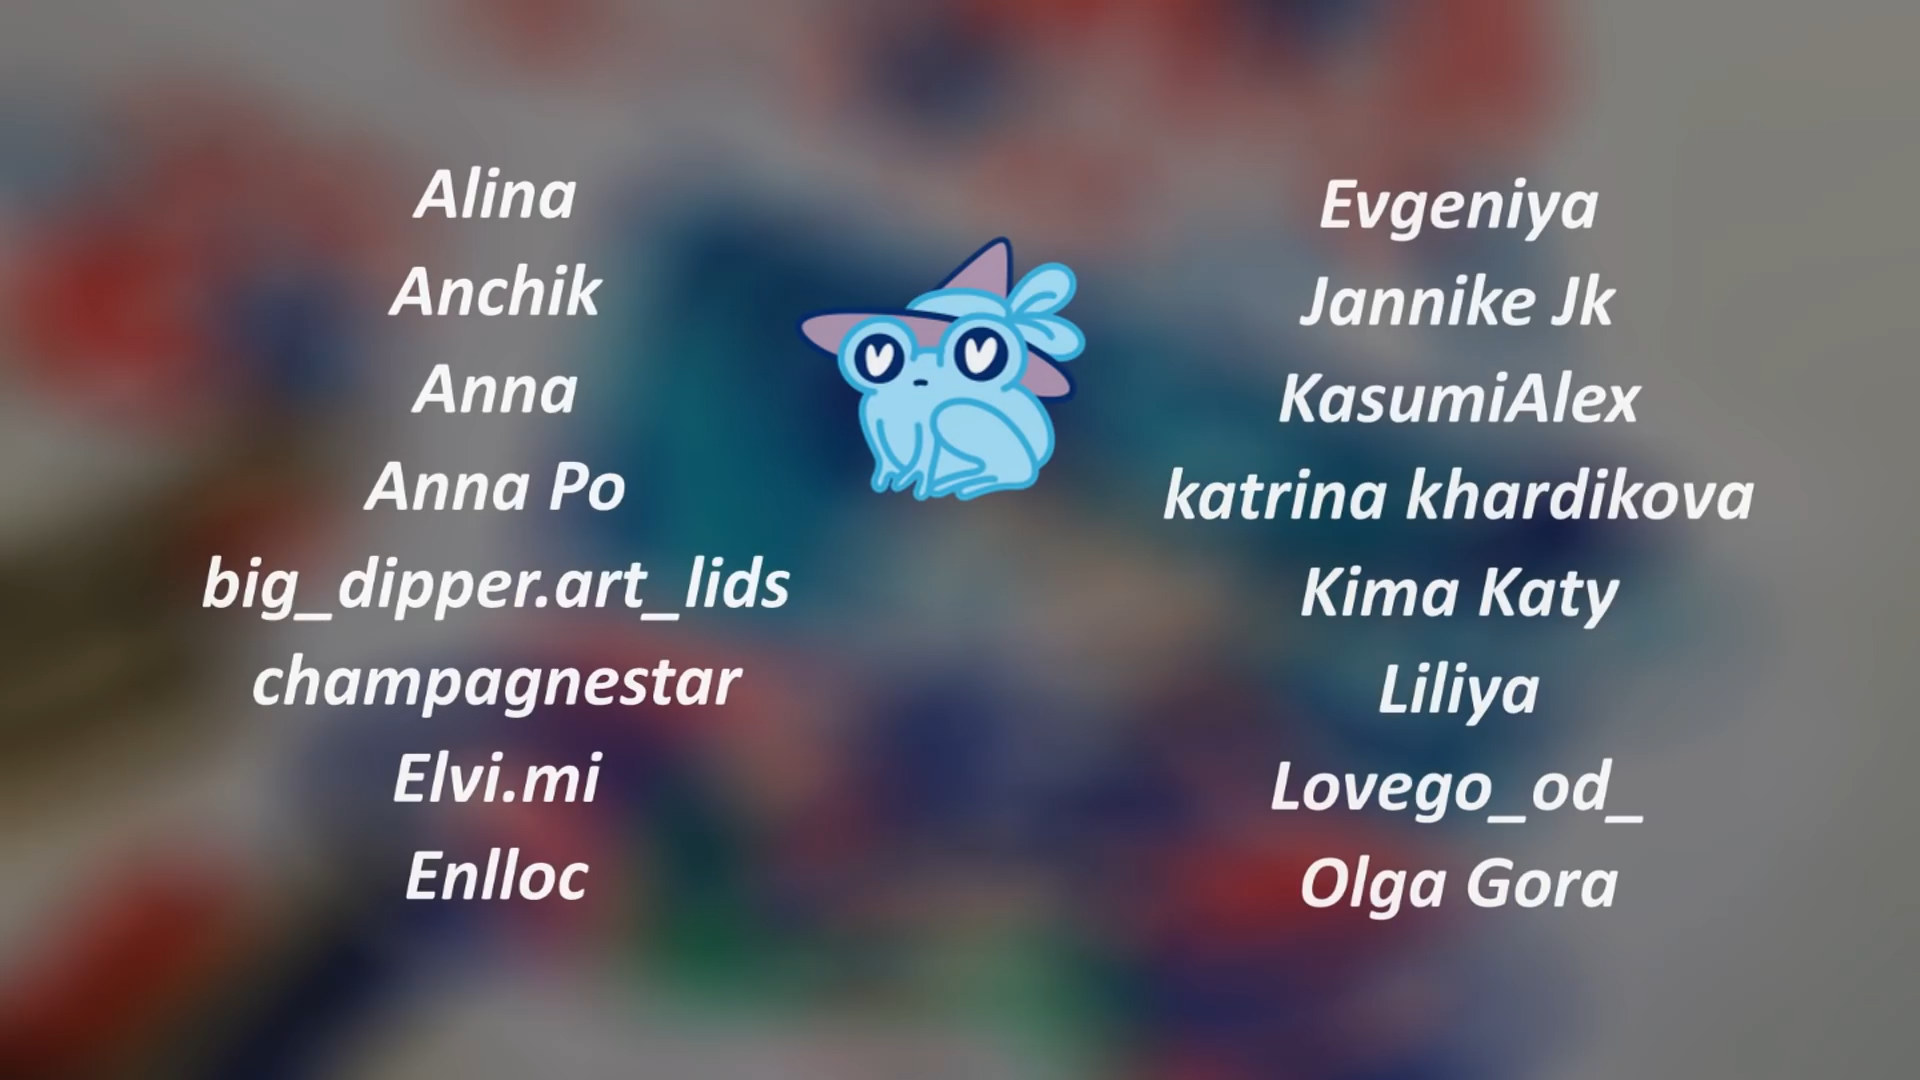 Alina
Anchik
Anna
Anna Po
big_dipper.art_lids
champagnestar
Elvi.mi
Enlloc
Evgeniya
Jannike Jk
KasumiAlex
katrina khardikova
Kima Katy
Liliya
Lovego_od_
Olga Gora